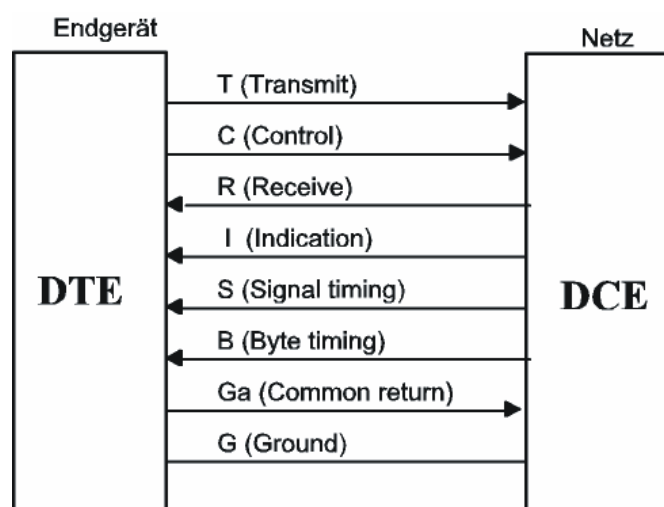 Endgerät
Netz
T (Transmit)
C (Control)
R (Receive)
I (Indication)
DTE
S (Signal timing)
DCE
B (Byte timing)
Ga (Common return)
G (Ground)